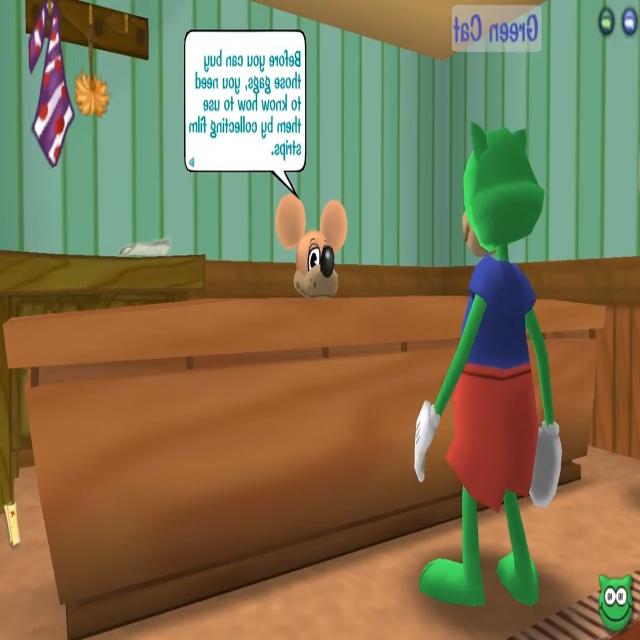 Green Cat
Before you can buy
those gags, you need
to know how to use
them by collecting film
strips.